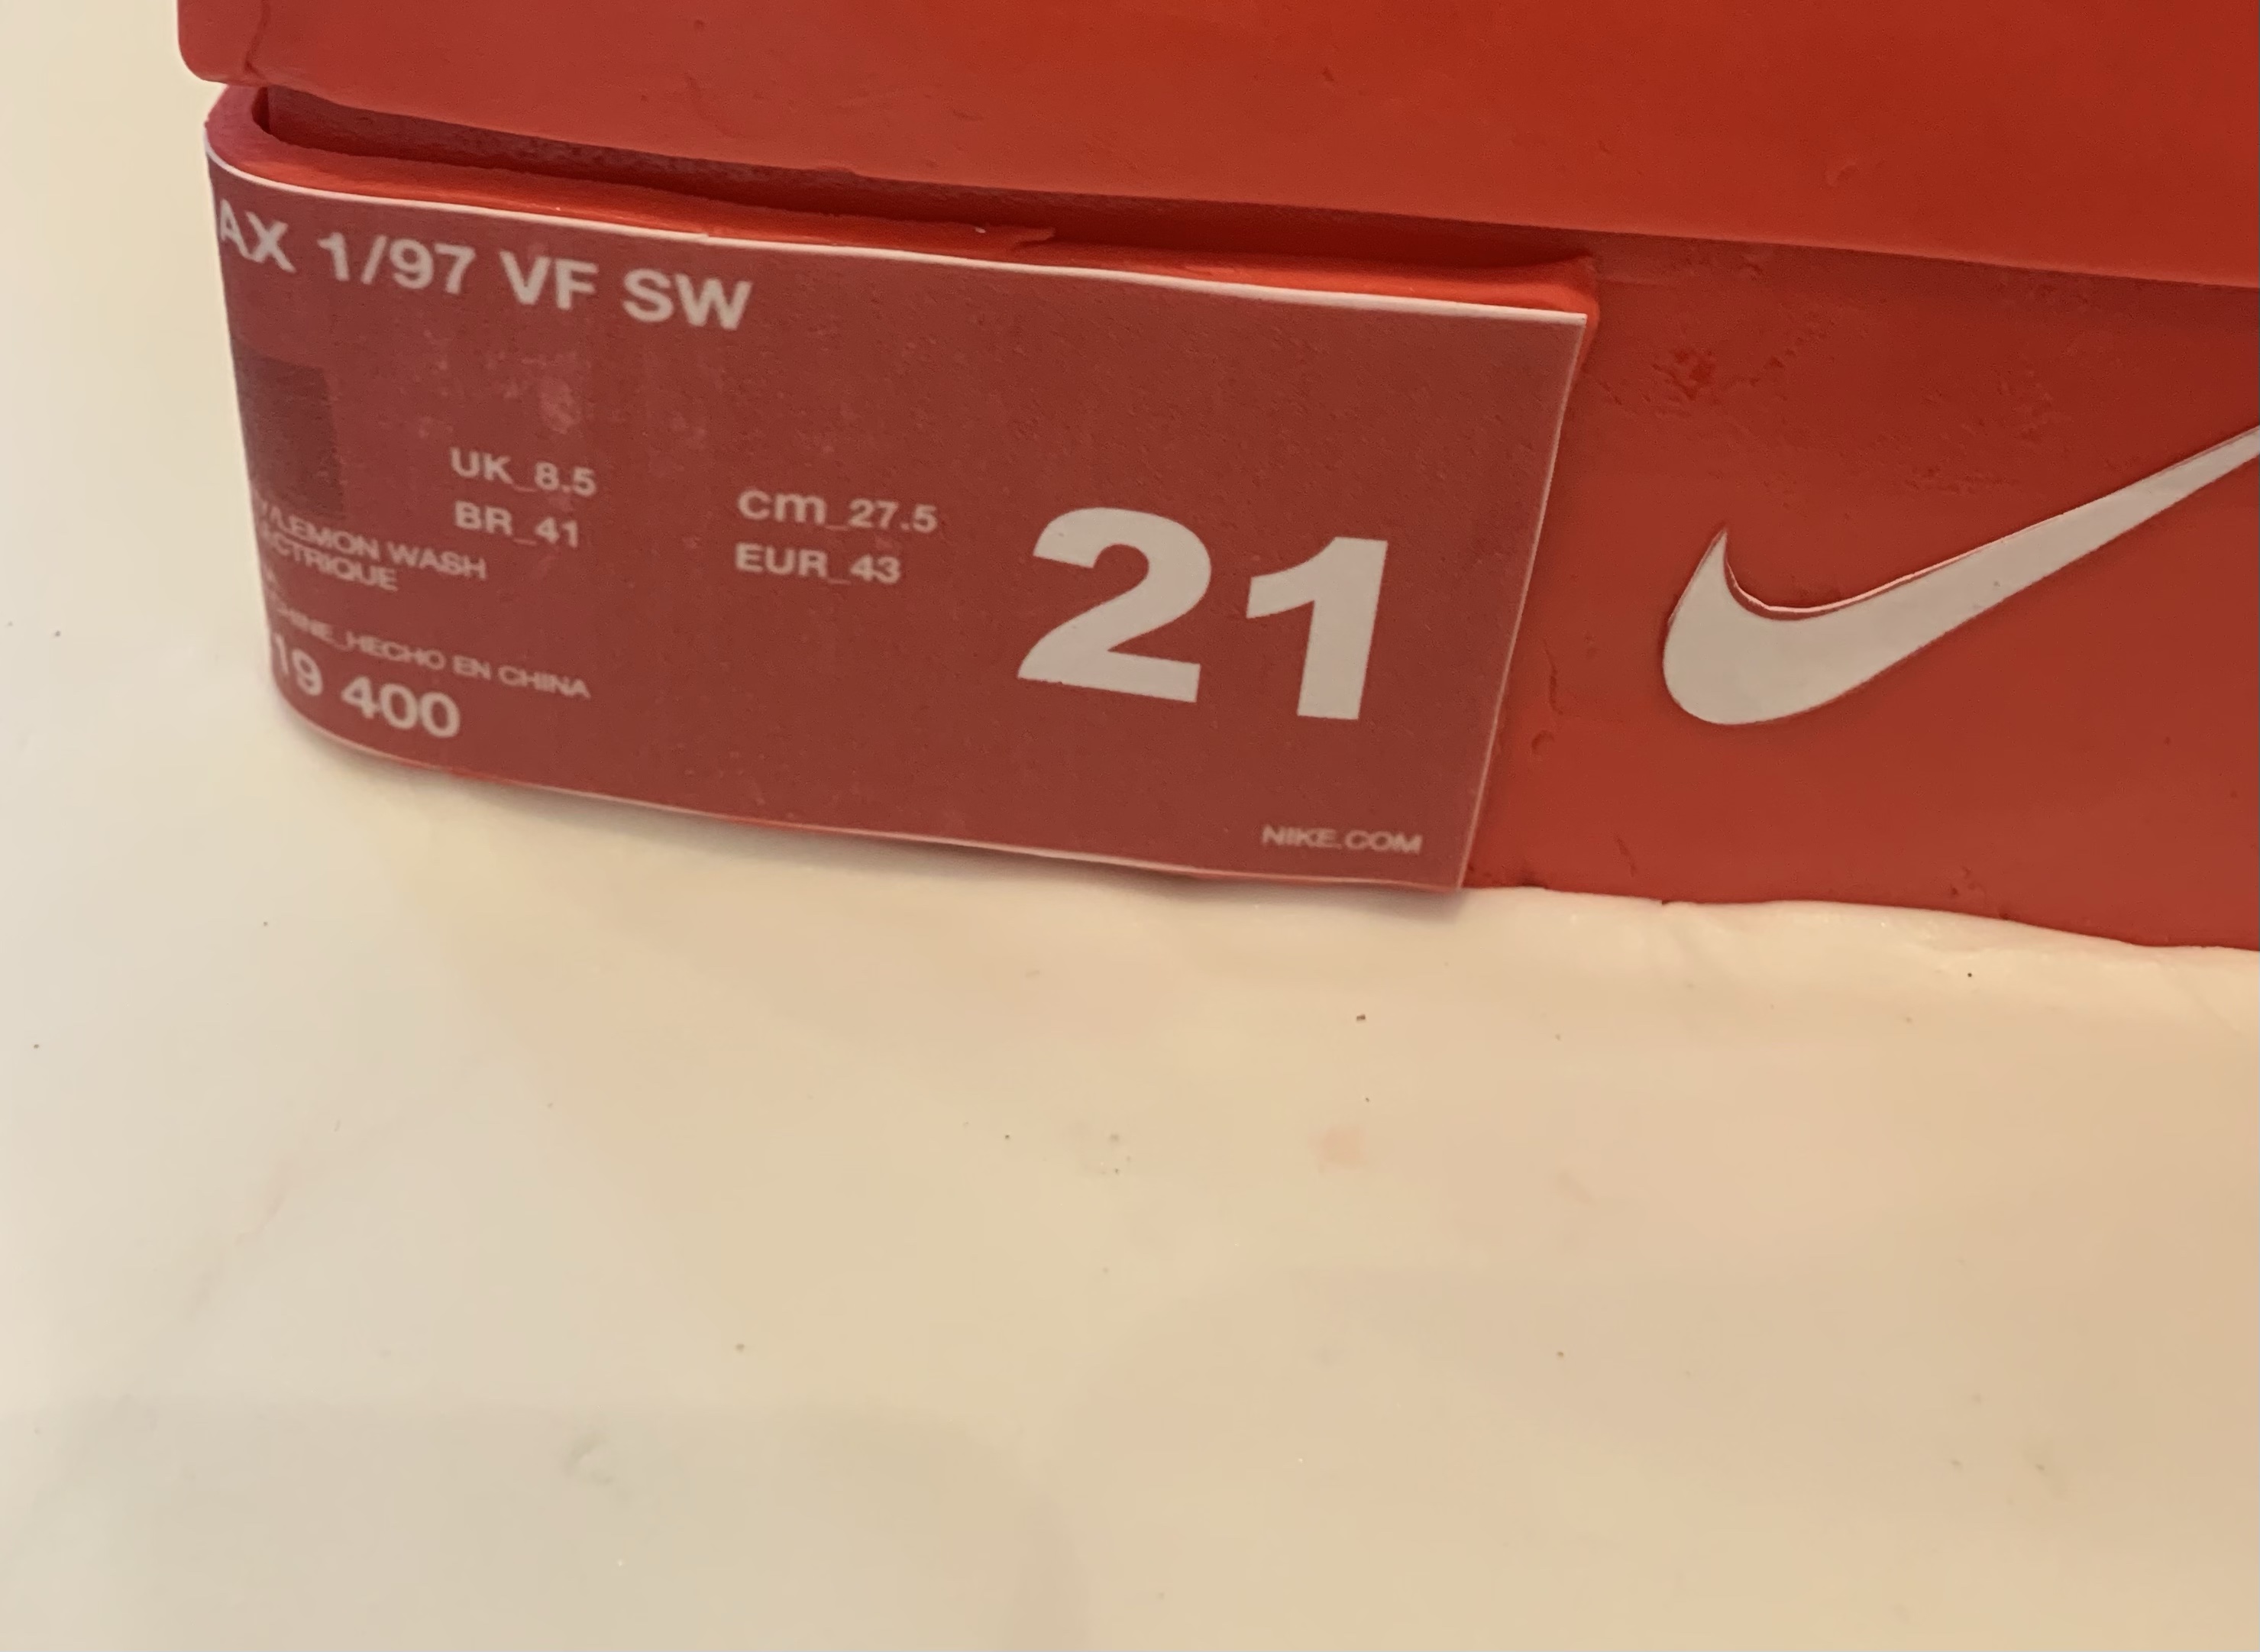 AX 1/97 VF SW
UK_8.5
BR_41
cm_27.5
EUR_43
21
/LEMON WASH
CTRIQUE
HINE_HECHO EN CHINA
19 400
NIKE.COM